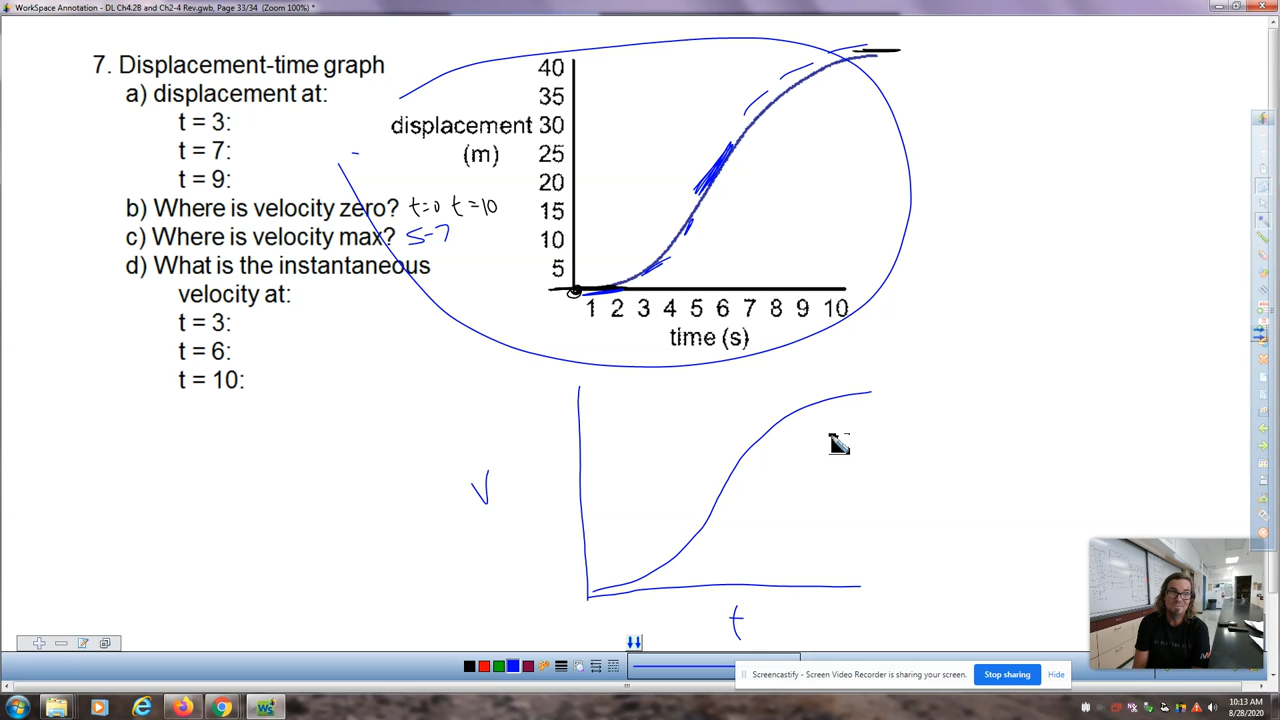 WorkSpace Annotation - DL Ch4.2B and Ch2-4 Rev.gwb, Page 33/34 (Zoom 100%) *
7. Displacement-time graph
a) displacement at:
t = 3:
t = 7:
t = 9:
b) Where is velocity zero? t=0 t=10
c) Where is velocity max? 5-7
d) What is the instantaneous
velocity at:
t = 3:
t = 6:
t = 10:
40
35
displacement 30
(m) 25
20
15
10
5
1 2 3 4 5 6 7 8 9 10
time (s)
V
t
Screencastify - Screen Video Recorder is sharing your screen. Stop sharing Hide
10:13 AM
8/28/2020